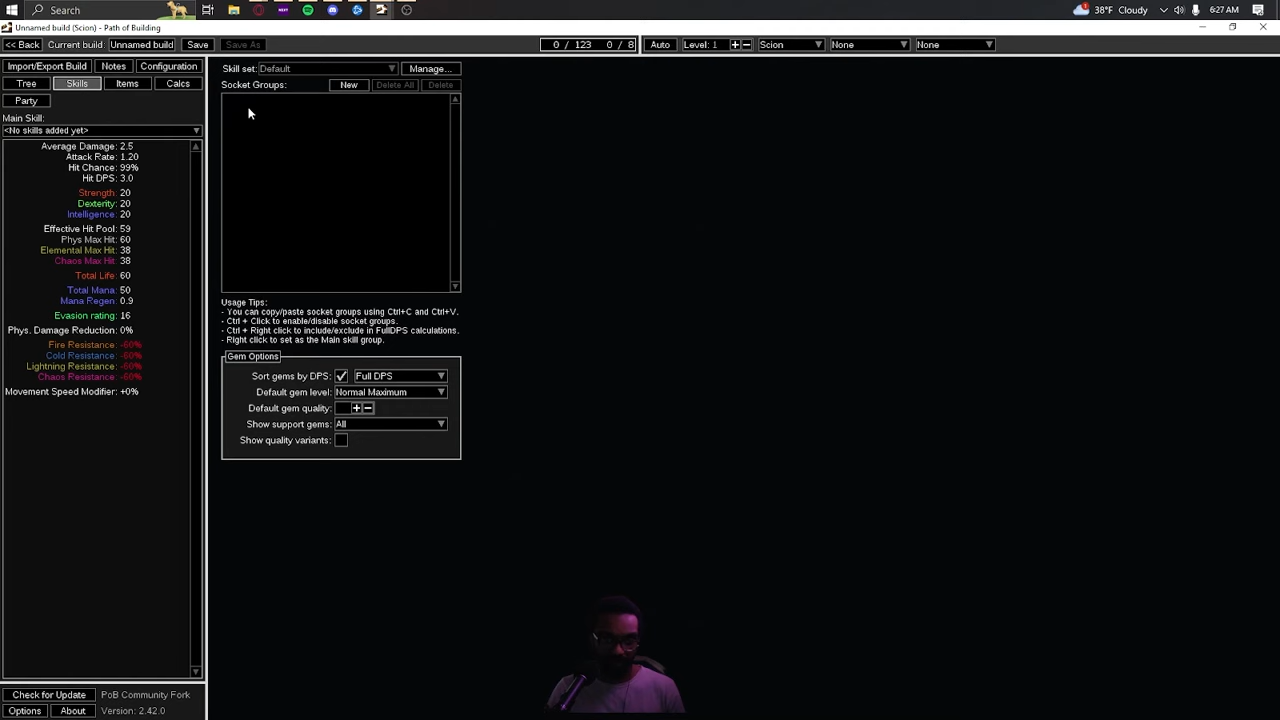 Search
38°F Cloudy
6:27 AM
Unnamed build (Scion) - Path of Building
<< Back
Current build:
Unnamed build
Save
Save As
0 / 123 0 / 8
Auto
Level: 1
+
−
Scion
None
None
Import/Export Build
Notes
Configuration
Tree
Skills
Items
Calcs
Party
Main Skill:
<No skills added yet>
Average Damage: 2.5
Attack Rate: 1.20
Hit Chance: 99%
Hit DPS: 3.0
Strength: 20
Dexterity: 20
Intelligence: 20
Effective Hit Pool: 59
Phys Max Hit: 60
Elemental Max Hit: 38
Chaos Max Hit: 38
Total Life: 60
Total Mana: 50
Mana Regen: 0.9
Evasion rating: 16
Phys. Damage Reduction: 0%
Fire Resistance: -60%
Cold Resistance: -60%
Lightning Resistance: -60%
Chaos Resistance: -60%
Movement Speed Modifier: +0%
Check for Update
PoB Community Fork
Options
About
Version: 2.42.0
Skill set: Default
Manage...
Socket Groups:
New
Delete All
Delete
Usage Tips:
- You can copy/paste socket groups using Ctrl+C and Ctrl+V.
- Ctrl + Click to enable/disable socket groups.
- Ctrl + Right click to include/exclude in FullDPS calculations.
- Right click to set as the Main skill group.
Gem Options
Sort gems by DPS: Full DPS
Default gem level: Normal Maximum
Default gem quality: + −
Show support gems: All
Show quality variants: